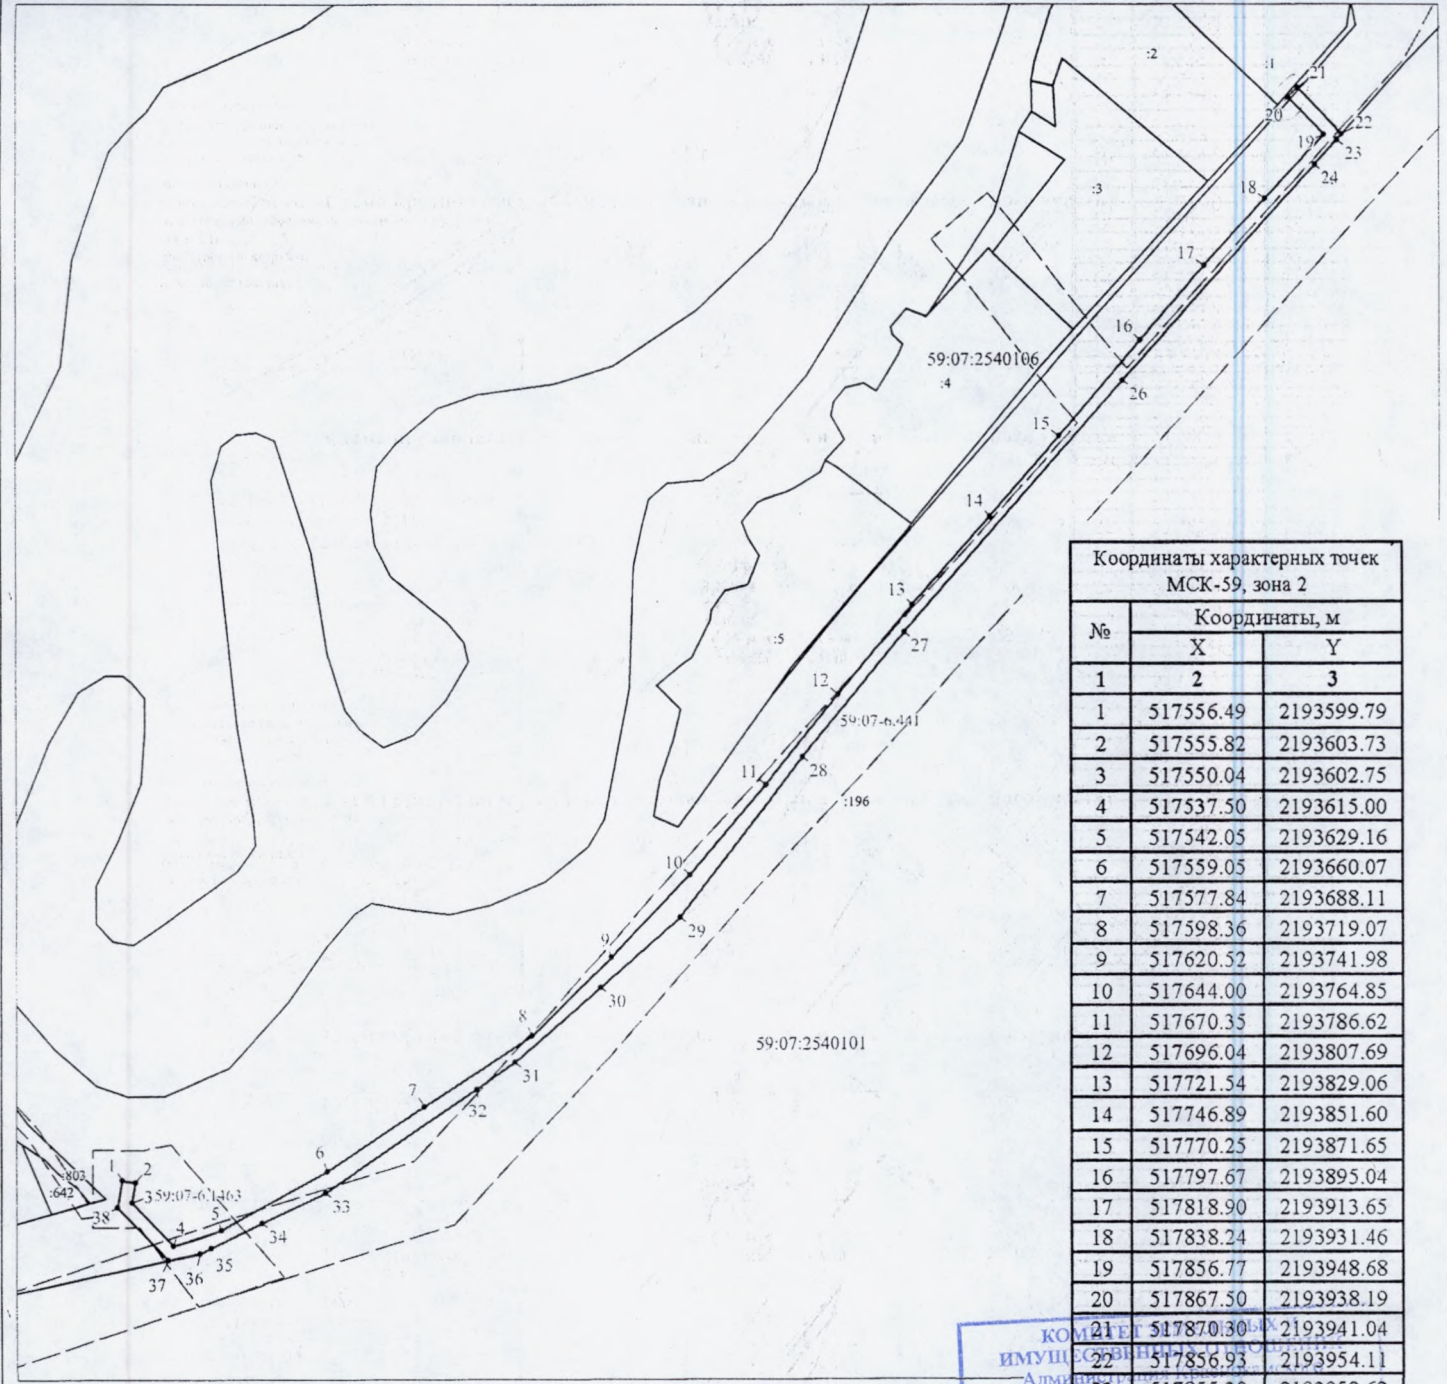 :2
:1
21
20
22
19
23
24
18
:3
17
16
59:07:2540106
:4
26
15
14
13
27
:5
12
59:07-6.441
28
11
:196
10
29
9
30
8
59:07:2540101
31
7
32
6
:803
1
2
:642
3
59:07-6.1463
33
38
5
4
34
35
36
37
Координаты характерных точек
МСК-59, зона 2
№ Координаты, м
X Y
1 2 3
1 517556.49 2193599.79
2 517555.82 2193603.73
3 517550.04 2193602.75
4 517537.50 2193615.00
5 517542.05 2193629.16
6 517559.05 2193660.07
7 517577.84 2193688.11
8 517598.36 2193719.07
9 517620.52 2193741.98
10 517644.00 2193764.85
11 517670.35 2193786.62
12 517696.04 2193807.69
13 517721.54 2193829.06
14 517746.89 2193851.60
15 517770.25 2193871.65
16 517797.67 2193895.04
17 517818.90 2193913.65
18 517838.24 2193931.46
19 517856.77 2193948.68
20 517867.50 2193938.19
21 517870.30 2193941.04
22 517856.93 2193954.11
КОМИТЕТ ЗЕМЕЛЬНЫХ И
ИМУЩЕСТВЕННЫХ ОТНОШЕНИЙ
Администрации